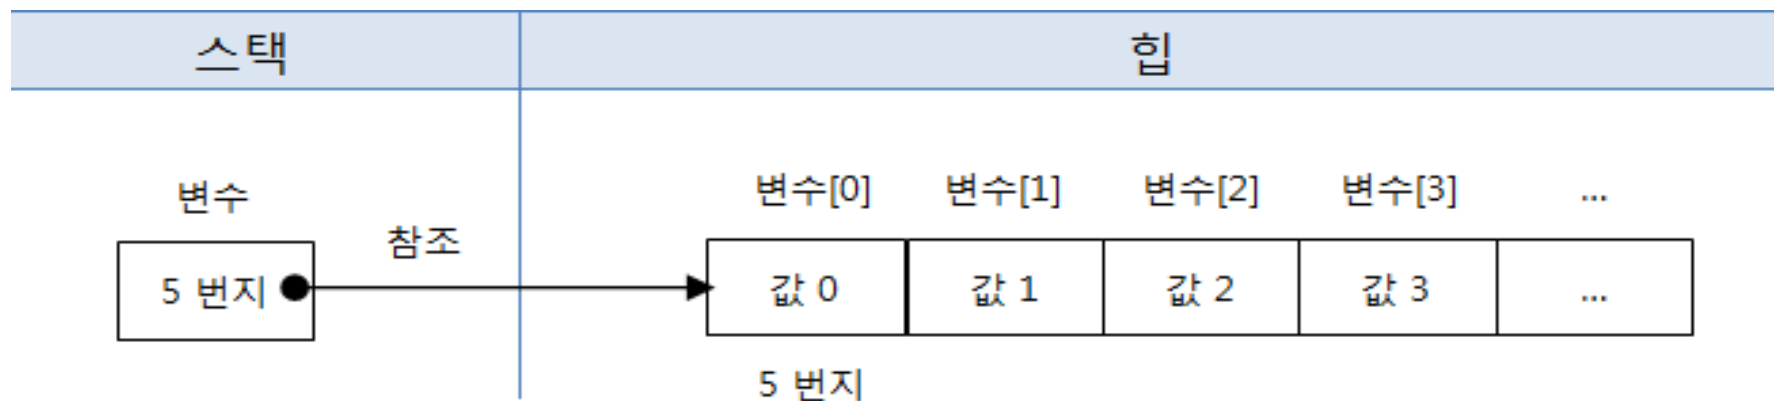 스택 힙
변수 변수[0] 변수[1] 변수[2] 변수[3] ...
참조
5 번지 값 0 값 1 값 2 값 3 ...
5 번지